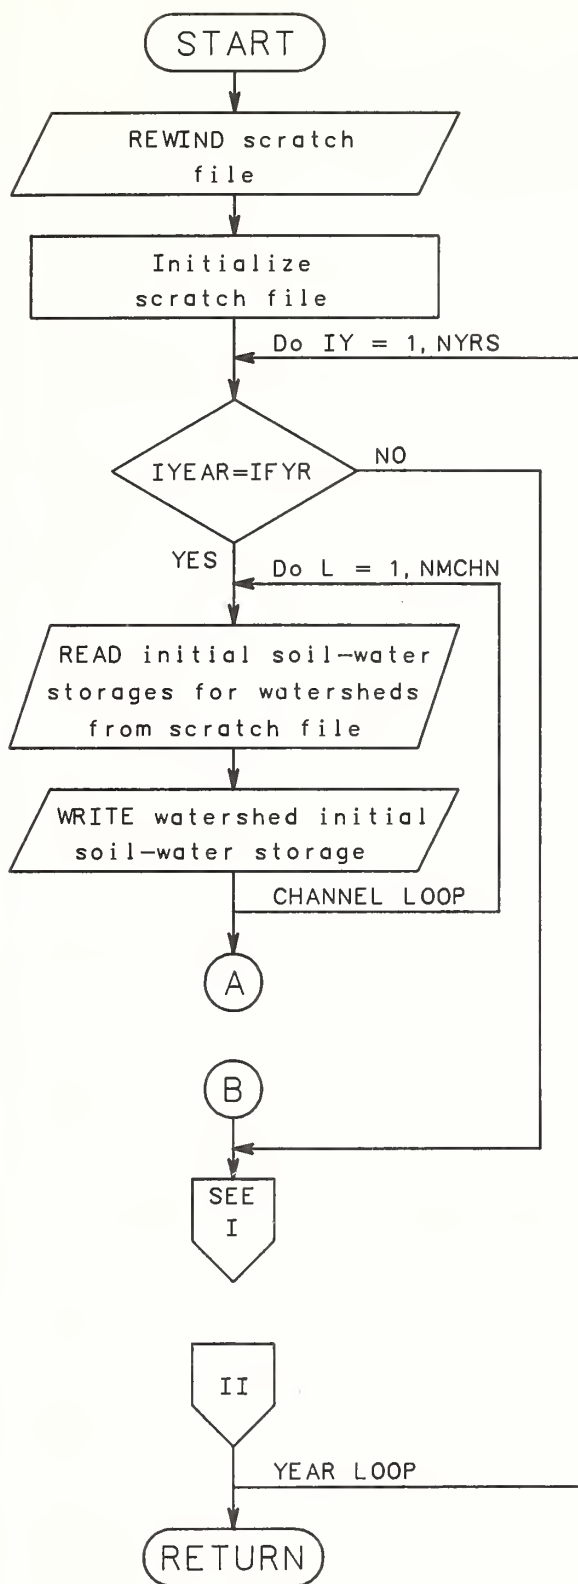 START
REWIND scratch
file
Initialize
scratch file
Do IY = 1, NYRS
IYEAR=IFYR
NO
YES
Do L = 1, NMCHN
READ initial soil-water
storages for watersheds
from scratch file
WRITE watershed initial
soil-water storage
CHANNEL LOOP
A
B
SEE
I
II
YEAR LOOP
RETURN